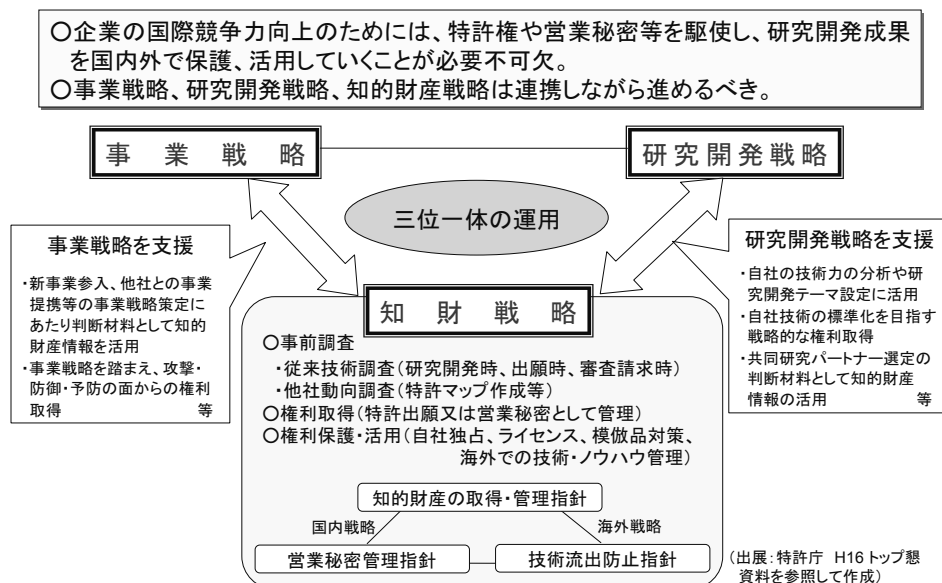 ○企業の国際競争力向上のためには、特許権や営業秘密等を駆使し、研究開発成果
を国内外で保護、活用していくことが必要不可欠。
○事業戦略、研究開発戦略、知的財産戦略は連携しながら進めるべき。
事業戦略
研究開発戦略
三位一体の運用
事業戦略を支援
・新事業参入、他社との事業
提携等の事業戦略策定に
あたり判断材料として知的
財産情報を活用
・事業戦略を踏まえ、攻撃・
防御・予防の面からの権利
取得 等
研究開発戦略を支援
・自社の技術力の分析や研
究開発テーマ設定に活用
・自社技術の標準化を目指す
戦略的な権利取得
・共同研究パートナー選定の
判断材料として知的財産
情報の活用 等
知財戦略
○事前調査
・従来技術調査(研究開発時、出願時、審査請求時)
・他社動向調査(特許マップ作成等)
○権利取得(特許出願又は営業秘密として管理)
○権利保護・活用(自社独占、ライセンス、模倣品対策、
海外での技術・ノウハウ管理)
知的財産の取得・管理指針
国内戦略
海外戦略
営業秘密管理指針
技術流出防止指針
(出展:特許庁 H16トップ懇
資料を参照して作成)